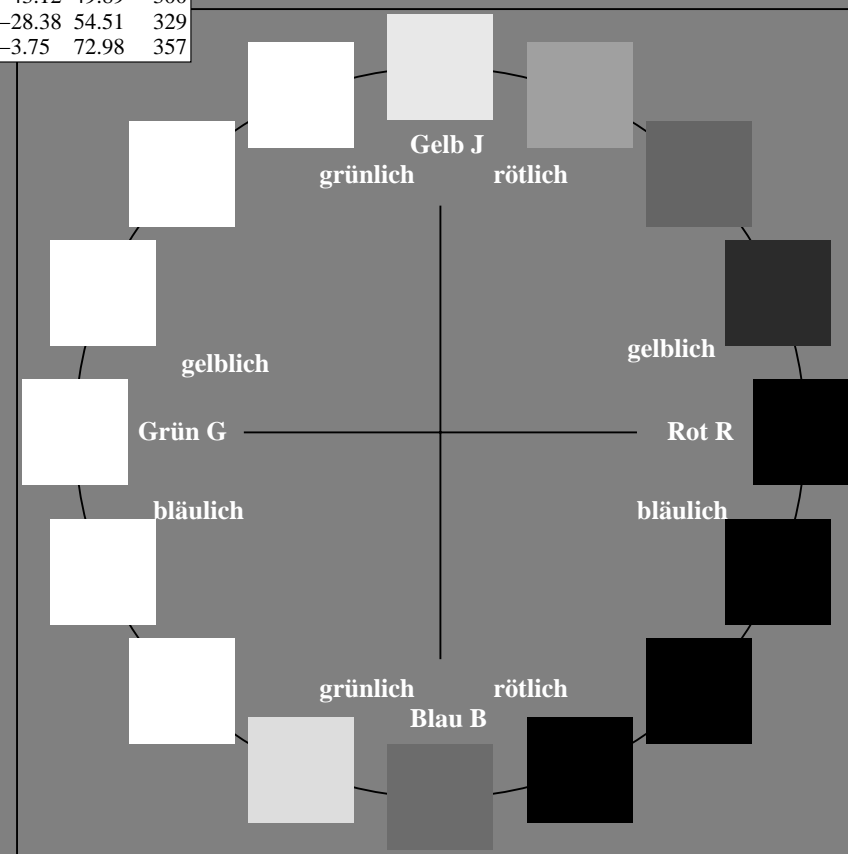 –28.38 54.51 329
–3.75 72.98 357
Gelb J
grünlich rötlich
gelblich
gelblich
Grün G Rot R
bläulich bläulich
grünlich rötlich
Blau B